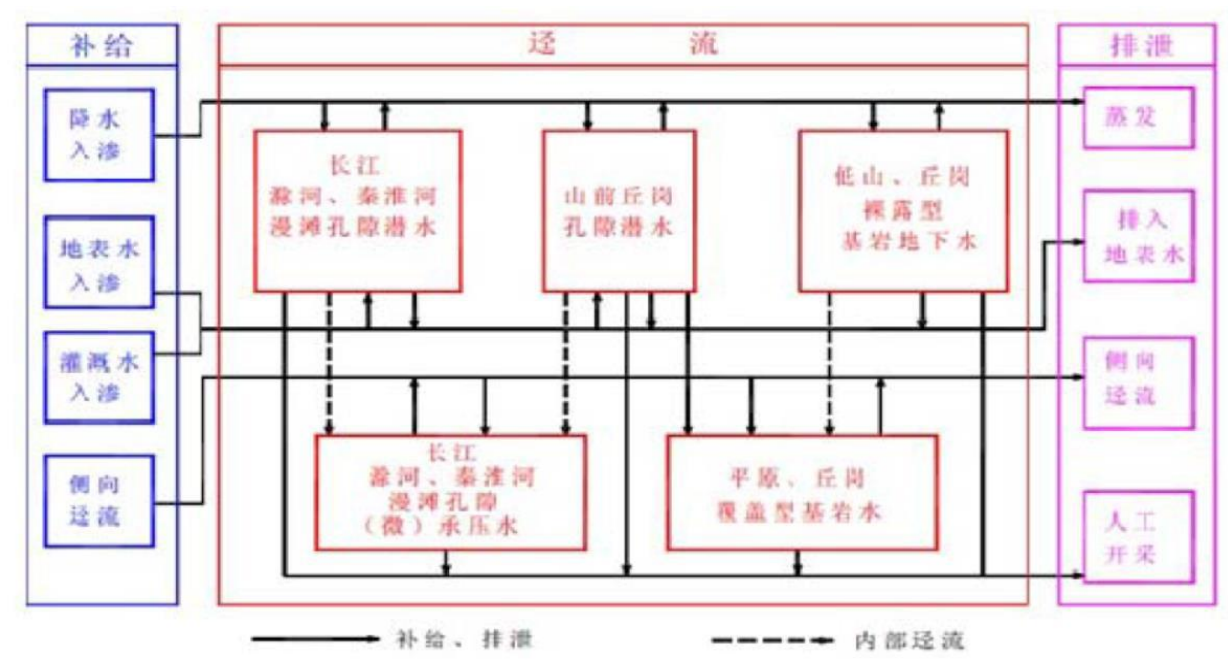 补给
降水
入渗
地表水
入渗
灌溉水
入渗
侧向
迳流
迳 流
长江
滁河、秦淮河
漫滩孔隙潜水
山前丘岗
孔隙潜水
低山、丘岗
裸露型
基岩地下水
长江
滁河、秦淮河
漫滩孔隙
（微）承压水
平原、丘岗
覆盖型基岩水
排泄
蒸发
排入
地表水
侧向
迳流
人工
开采
补给、排泄
内部迳流